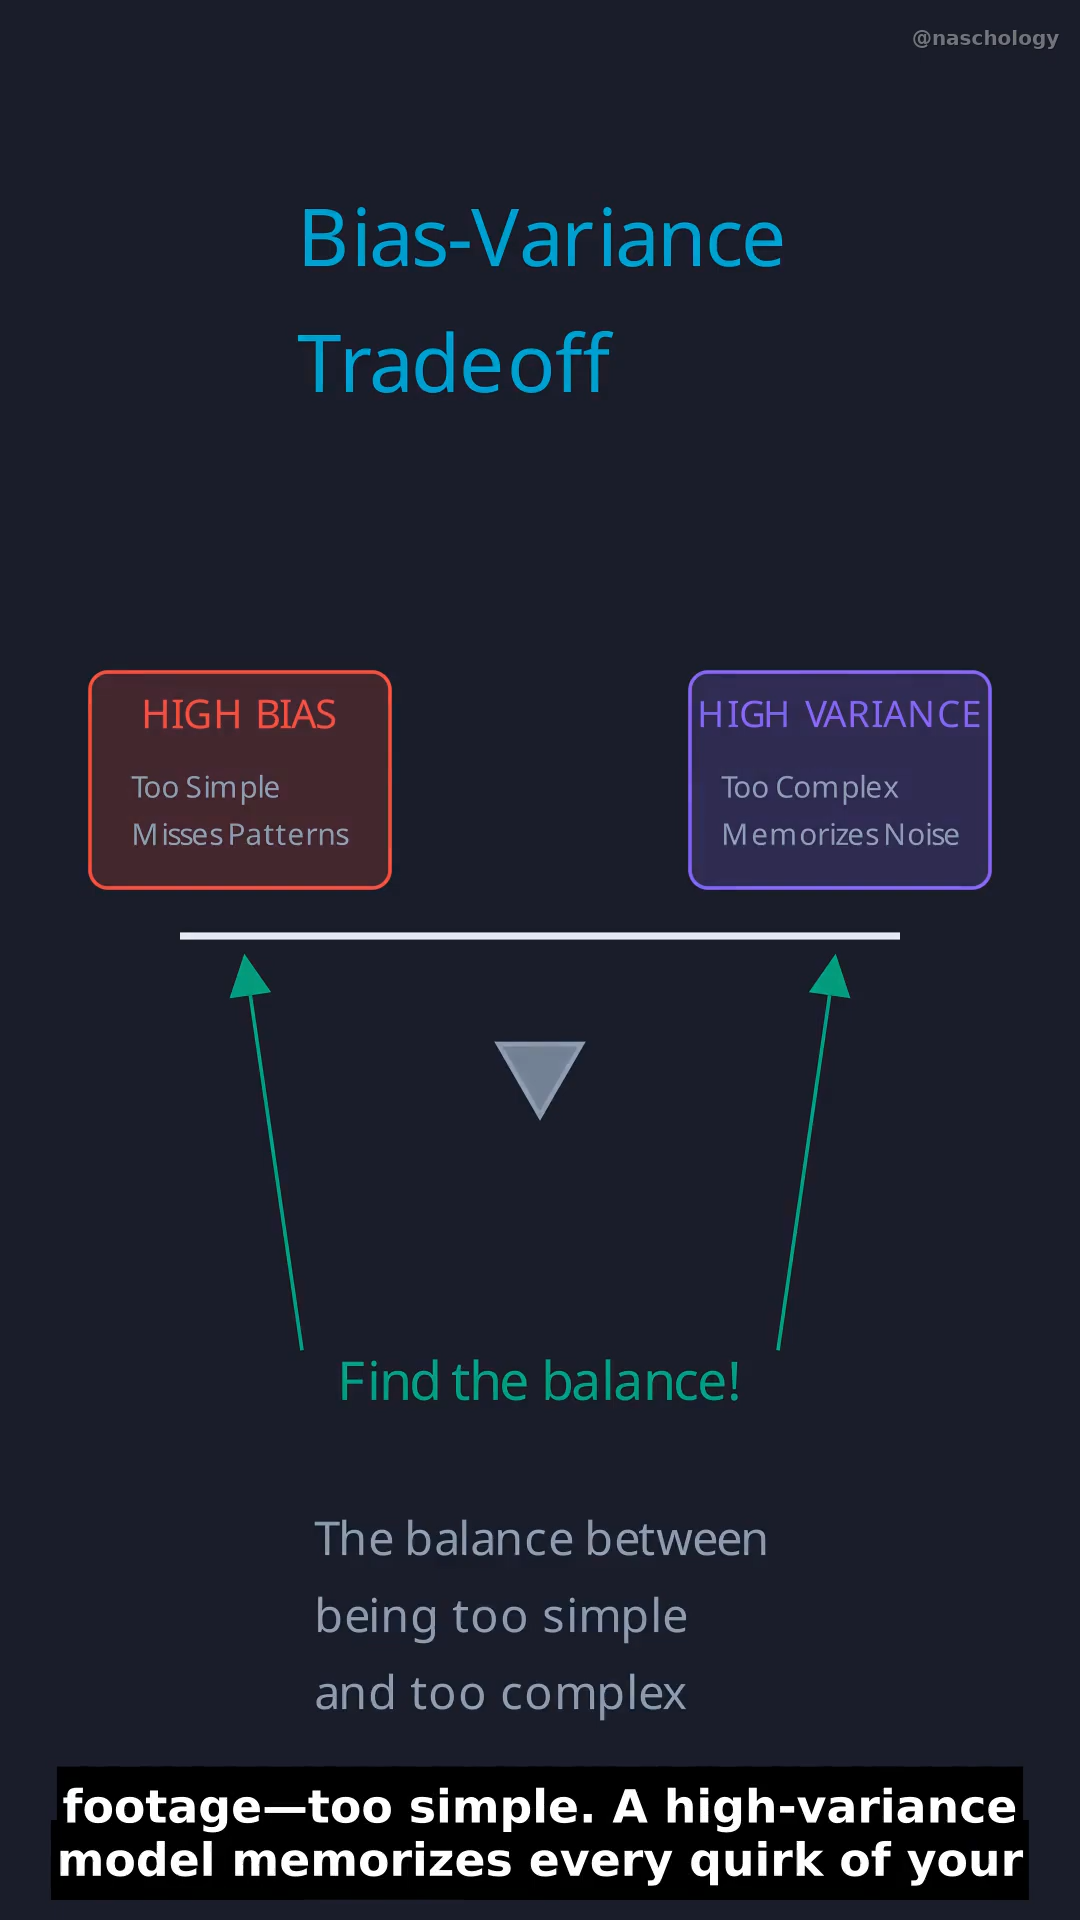 @naschology
Bias-Variance
Tradeoff
HIGH BIAS
Too Simple
Misses Patterns
HIGH VARIANCE
Too Complex
Memorizes Noise
Find the balance!
The balance between
being too simple
and too complex
footage—too simple. A high-variance
model memorizes every quirk of your